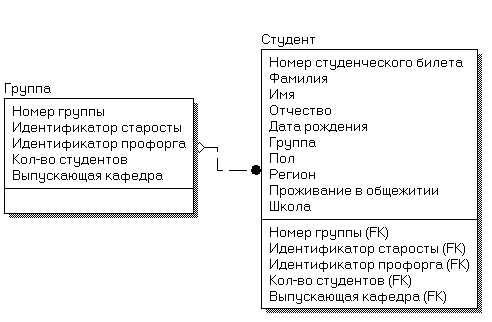 Группа
Номер группы
Идентификатор старосты
Идентификатор профорга
Кол-во студентов
Выпускающая кафедра
Студент
Номер студенческого билета
Фамилия
Имя
Отчество
Дата рождения
Группа
Пол
Регион
Проживание в общежитии
Школа
Номер группы (FK)
Идентификатор старосты (FK)
Идентификатор профорга (FK)
Кол-во студентов (FK)
Выпускающая кафедра (FK)